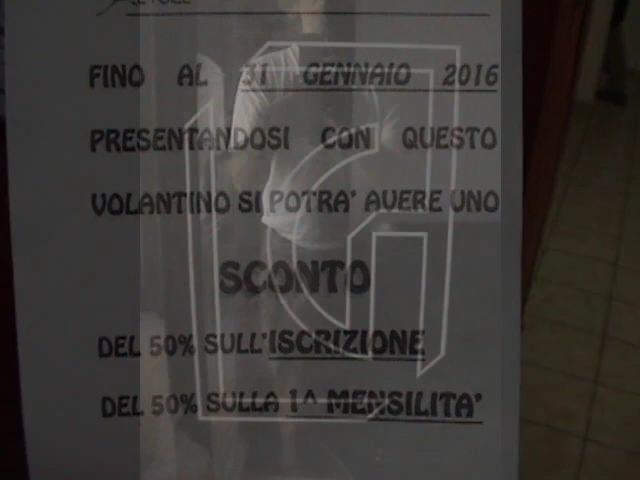 FINO AL 31 GENNAIO 2016
PRESENTANDOSI CON QUESTO
VOLANTINO SI POTRA' AVERE UNO
SCONTO
DEL 50% SULL'ISCRIZIONE
DEL 50% SULLA 1^ MENSILITA'